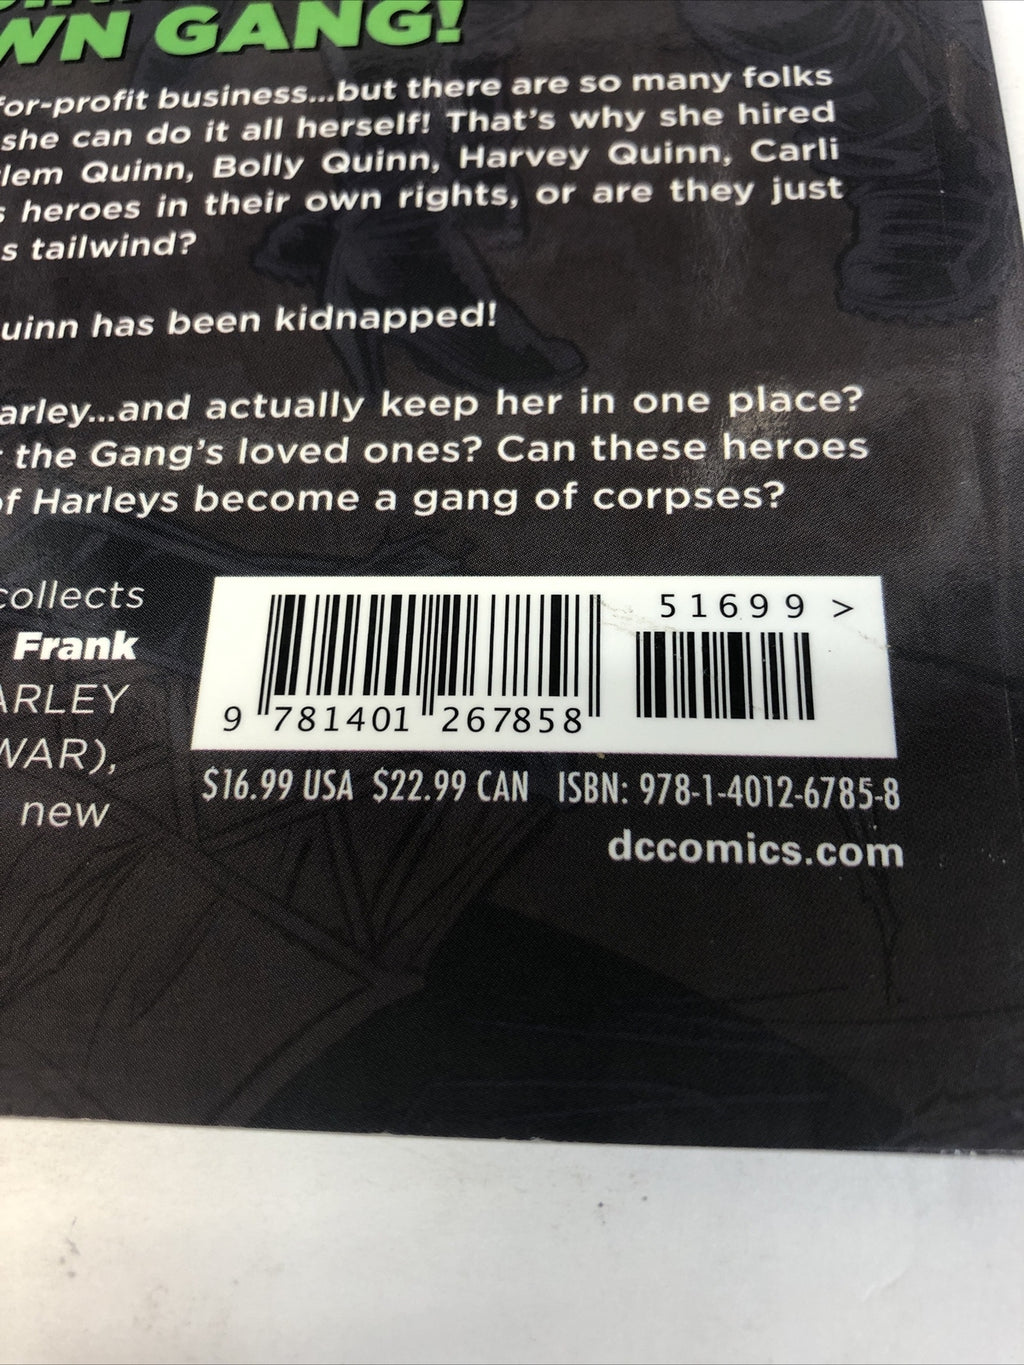 WN GANG!
for-profit business...but there are so many folks
she can do it all herself! That's why she hired
lem Quinn, Bolly Quinn, Harvey Quinn, Carli
s heroes in their own rights, or are they just
s tailwind?
uinn has been kidnapped!
arley...and actually keep her in one place?
the Gang's loved ones? Can these heroes
of Harleys become a gang of corpses?
collects
Frank
ARLEY
WAR),
new
51699 >
9 781401 267858
$16.99 USA $22.99 CAN ISBN: 978-1-4012-6785-8
dccomics.com